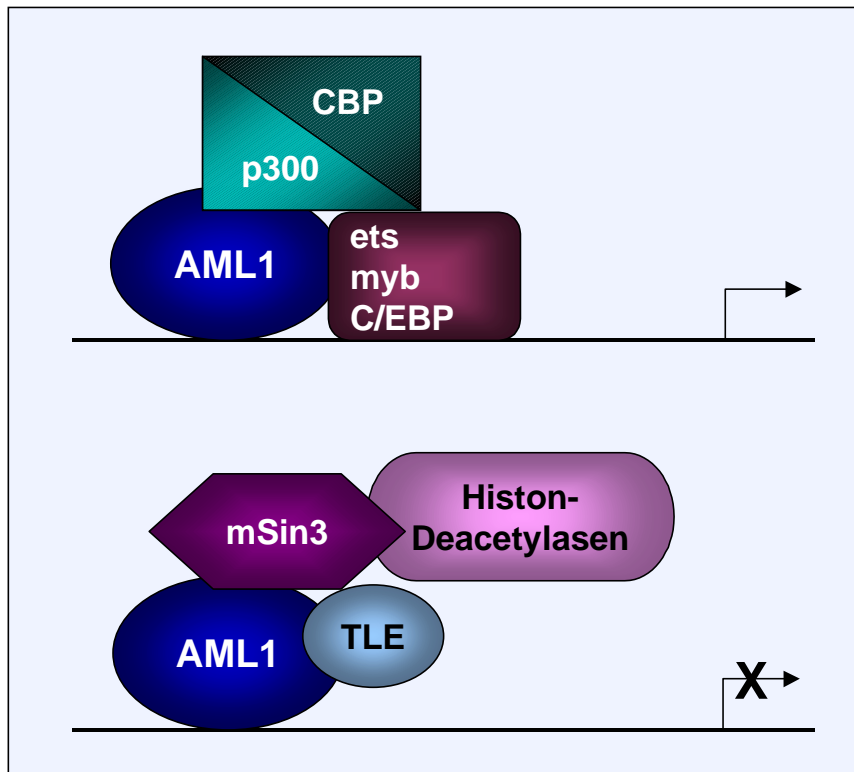 CBP
p300
AML1
ets
myb
C/EBP
mSin3
Histon-
Deacetylasen
AML1
TLE
X